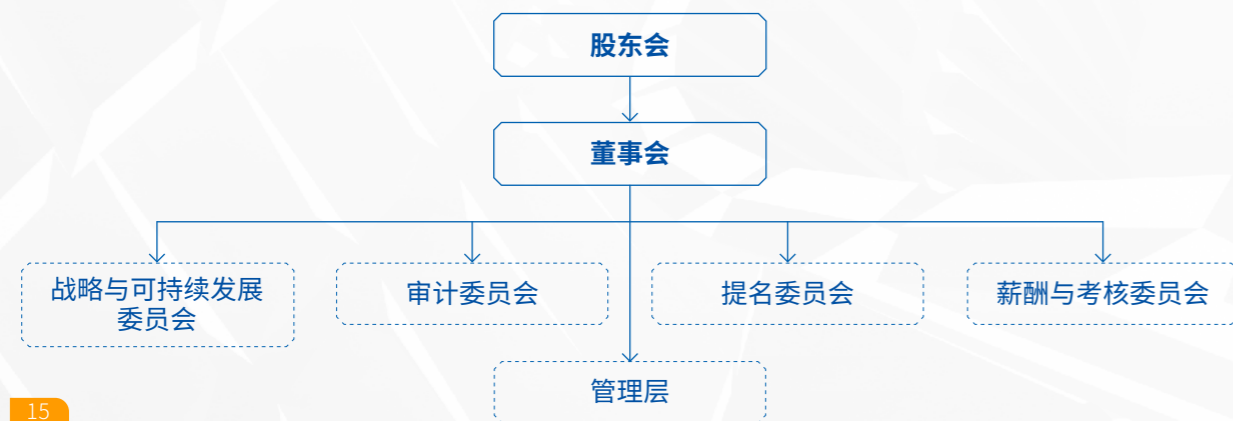 股东会
董事会
战略与可持续发展
委员会
审计委员会
提名委员会
薪酬与考核委员会
管理层
15